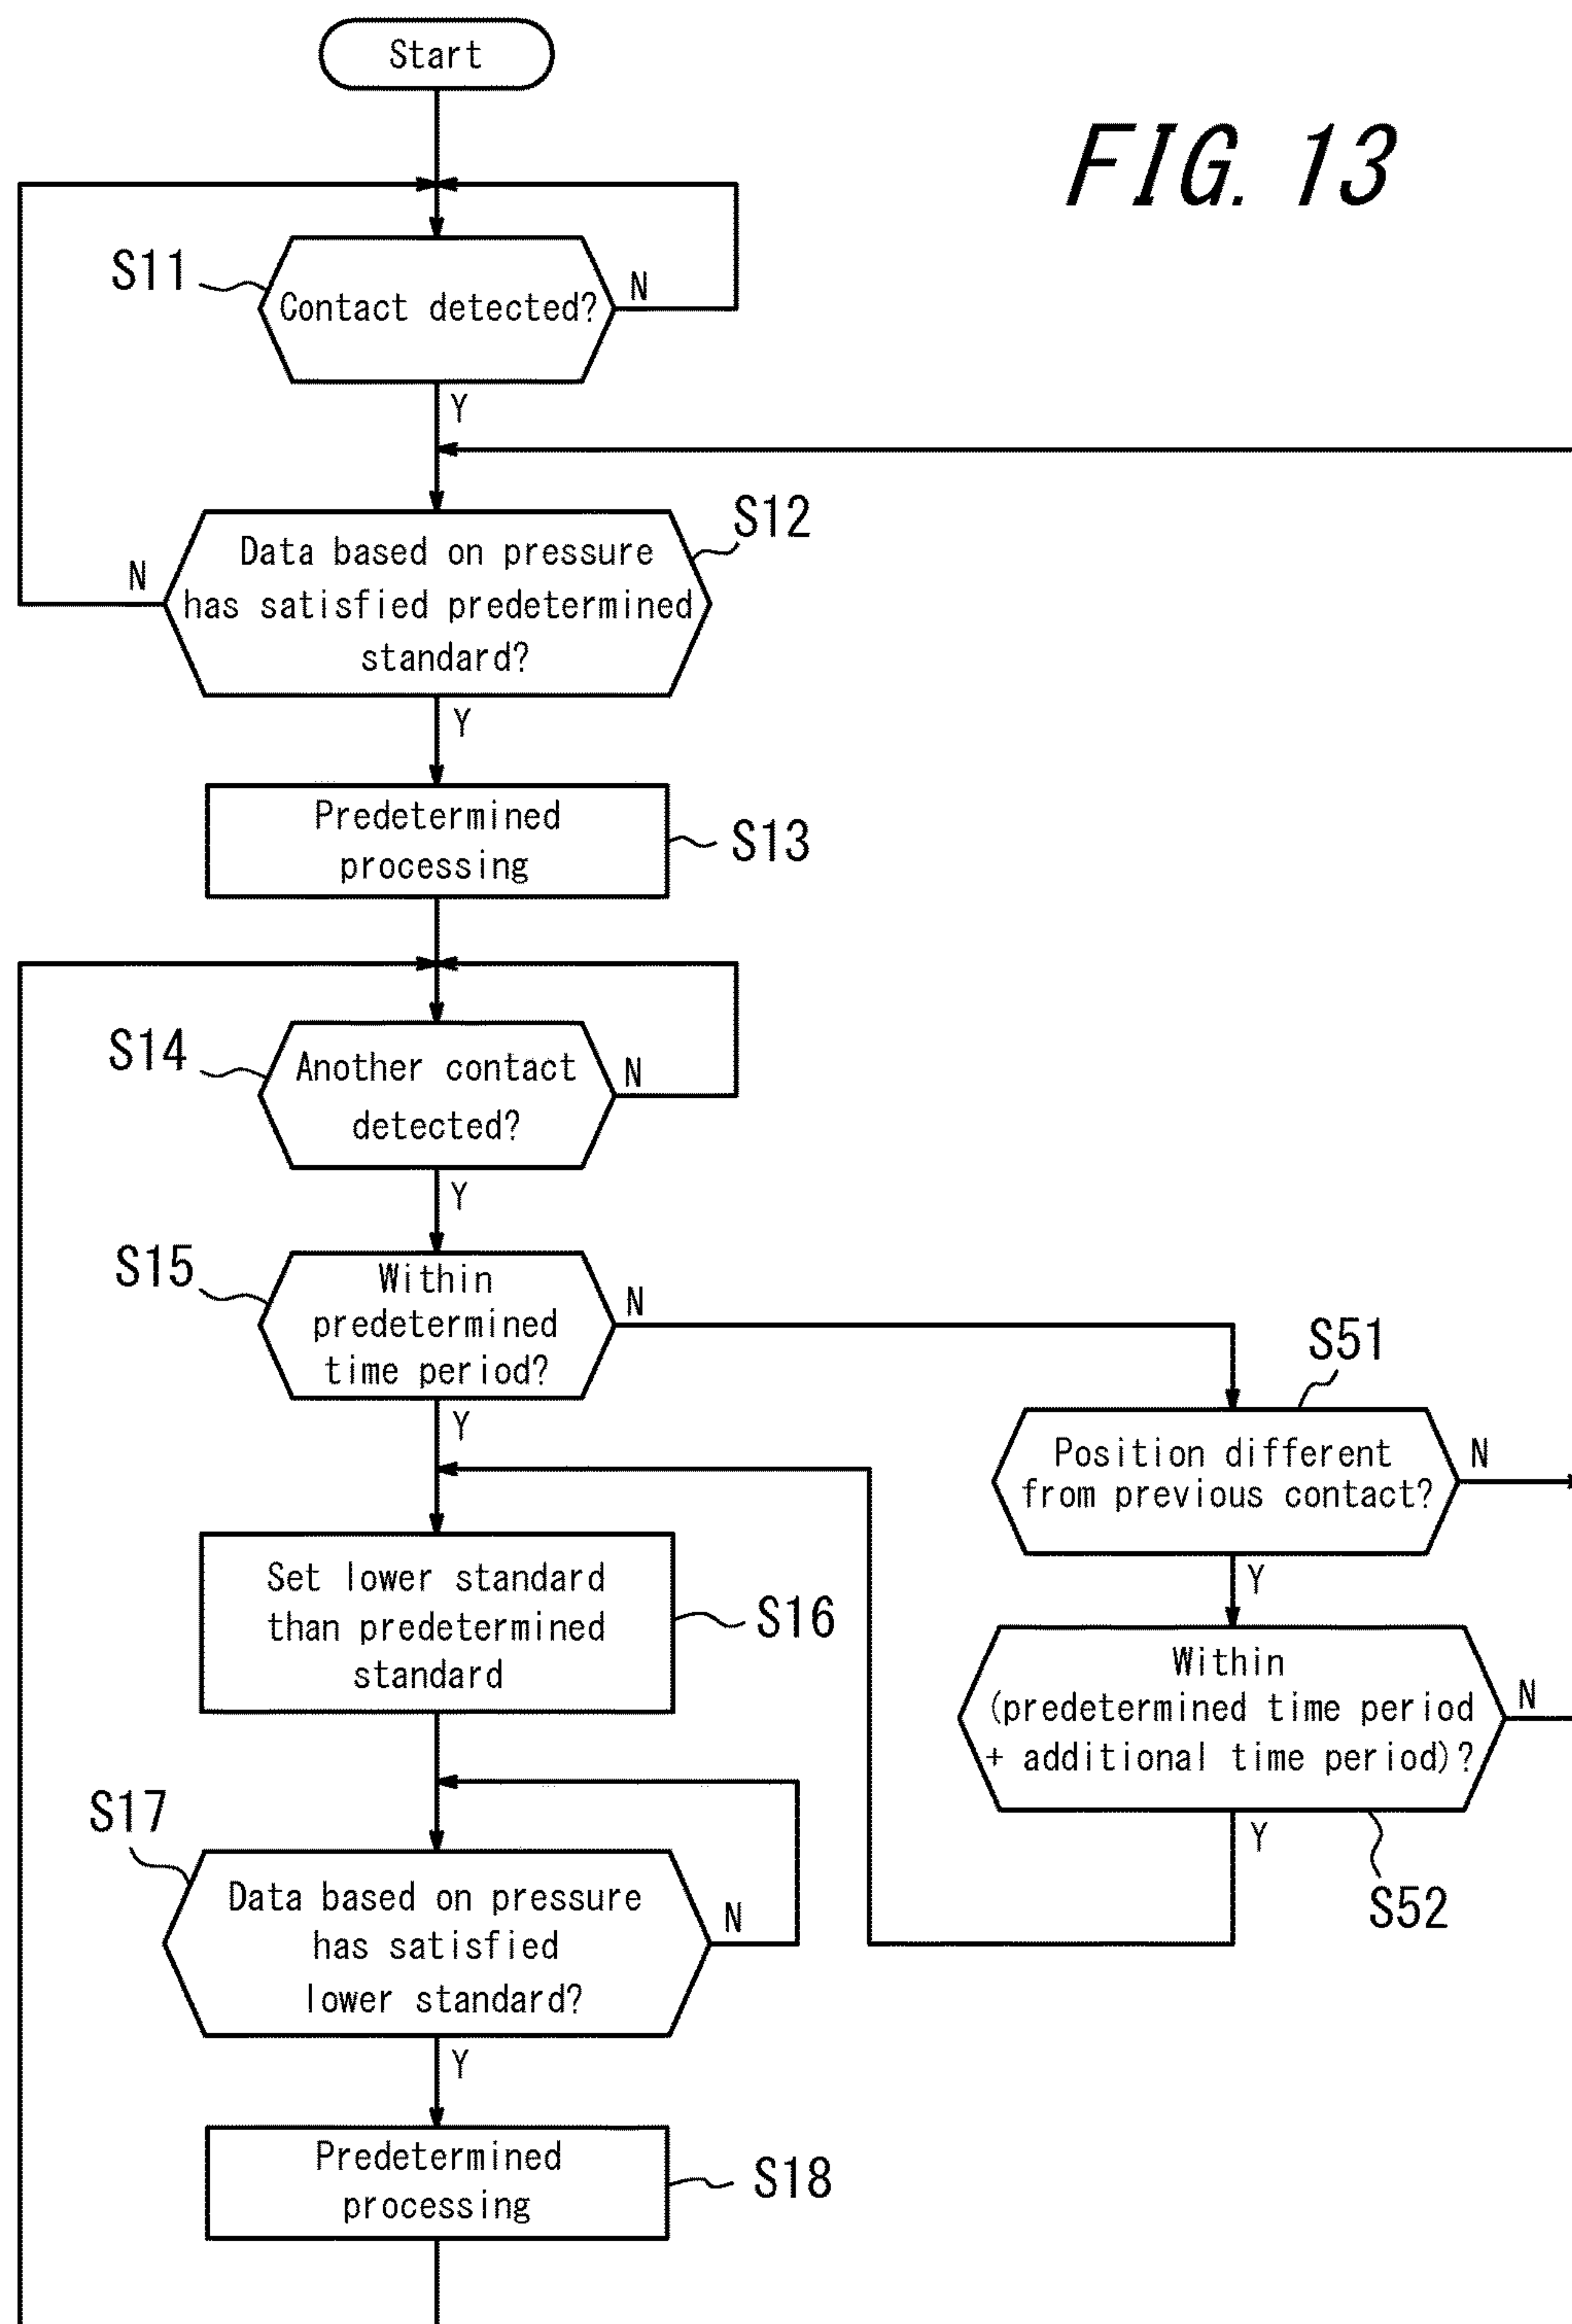 Start
FIG. 13
S11
Contact detected?
N
Y
S12
Data based on pressure
has satisfied predetermined
standard?
N
Y
Predetermined
processing
S13
S14
Another contact
detected?
N
Y
S15
Within
predetermined
time period?
N
Y
S51
Position different
from previous contact?
N
Y
Set lower standard
than predetermined
standard
S16
Within
(predetermined time period
+ additional time period)?
N
Y
S52
S17
Data based on pressure
has satisfied
lower standard?
N
Y
Predetermined
processing
S18